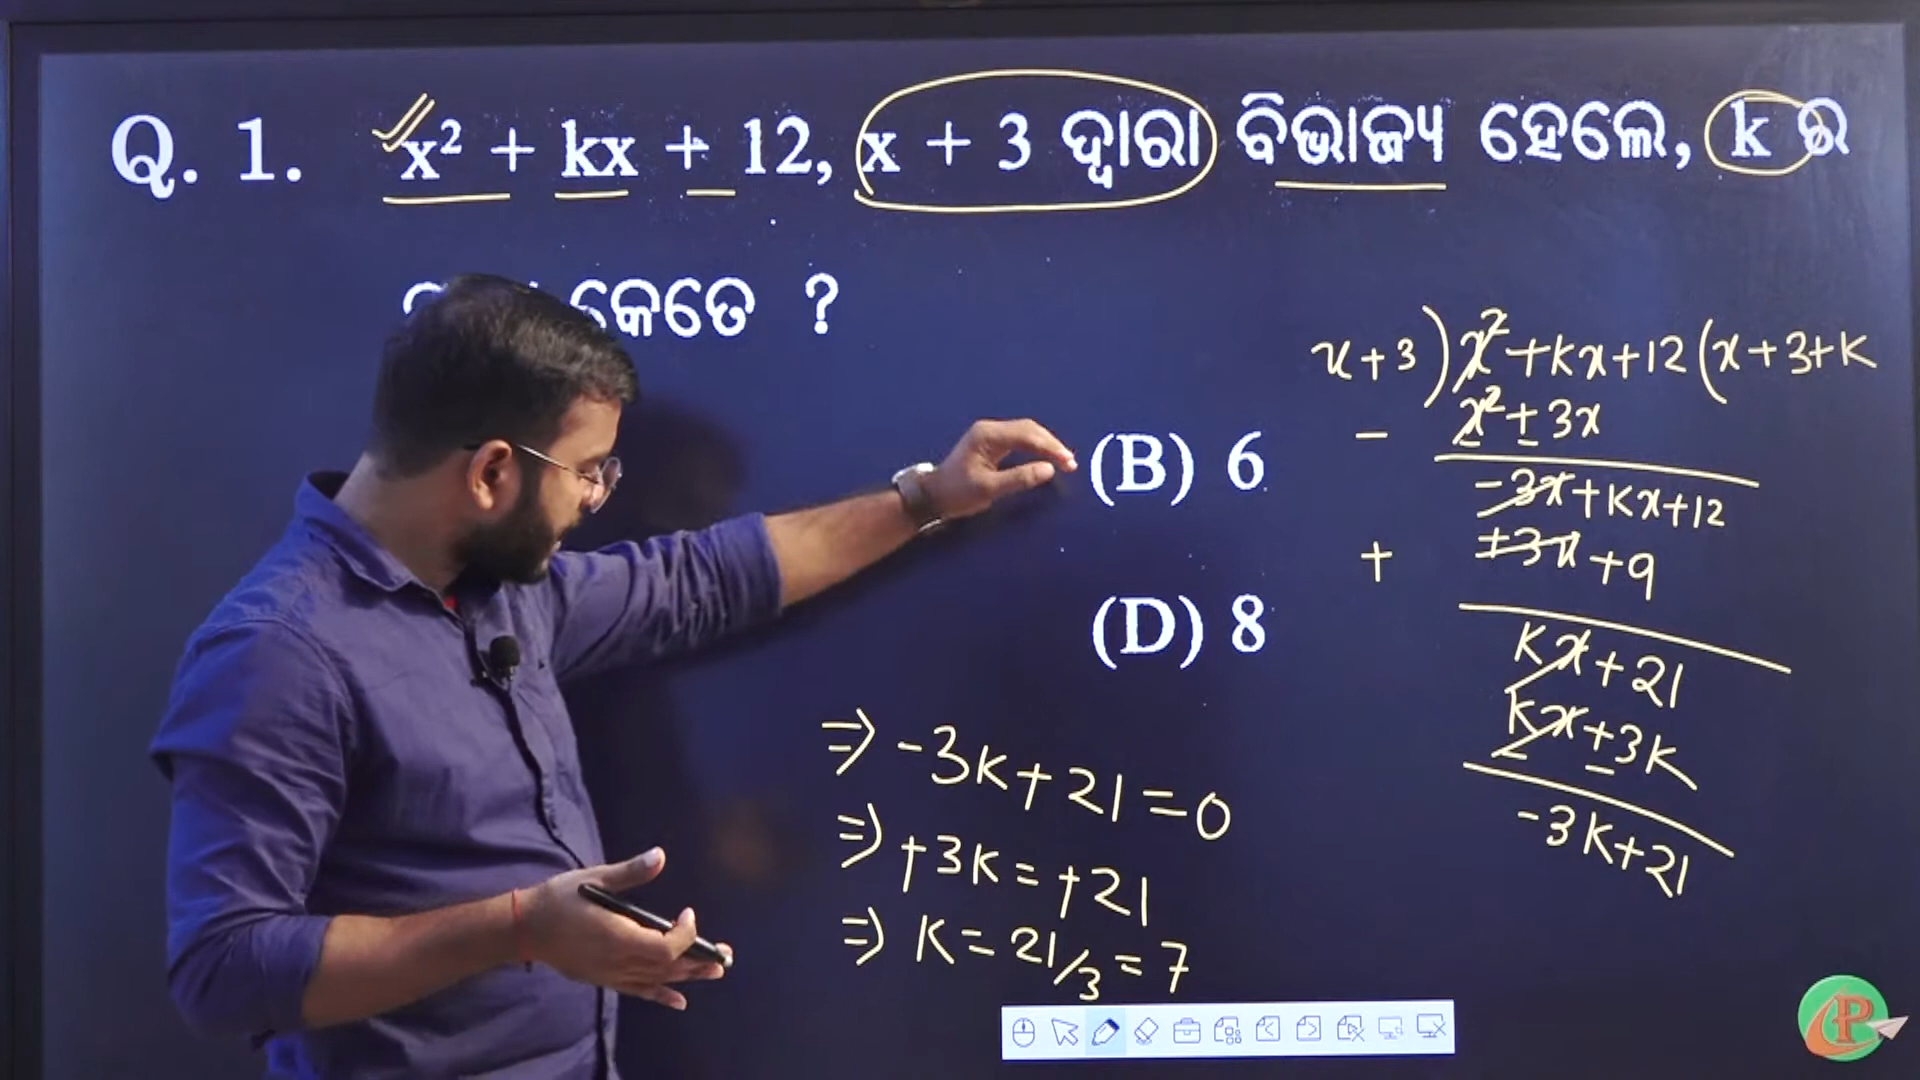 Q. 1. x² + kx + 12, x + 3 ଦ୍ୱାରା ବିଭାଜ୍ୟ ହେଲେ, k ର
କେତେ ?
(B) 6
(D) 8
x + 3 ) x² + kx + 12 ( x + 3 + k
- x² + 3x
-3x + kx + 12
+ +3x + 9
kx + 21
kx + 3k
-3k + 21
⇒ -3k + 21 = 0
⇒ +3k = +21
⇒ k = 21/3 = 7
P